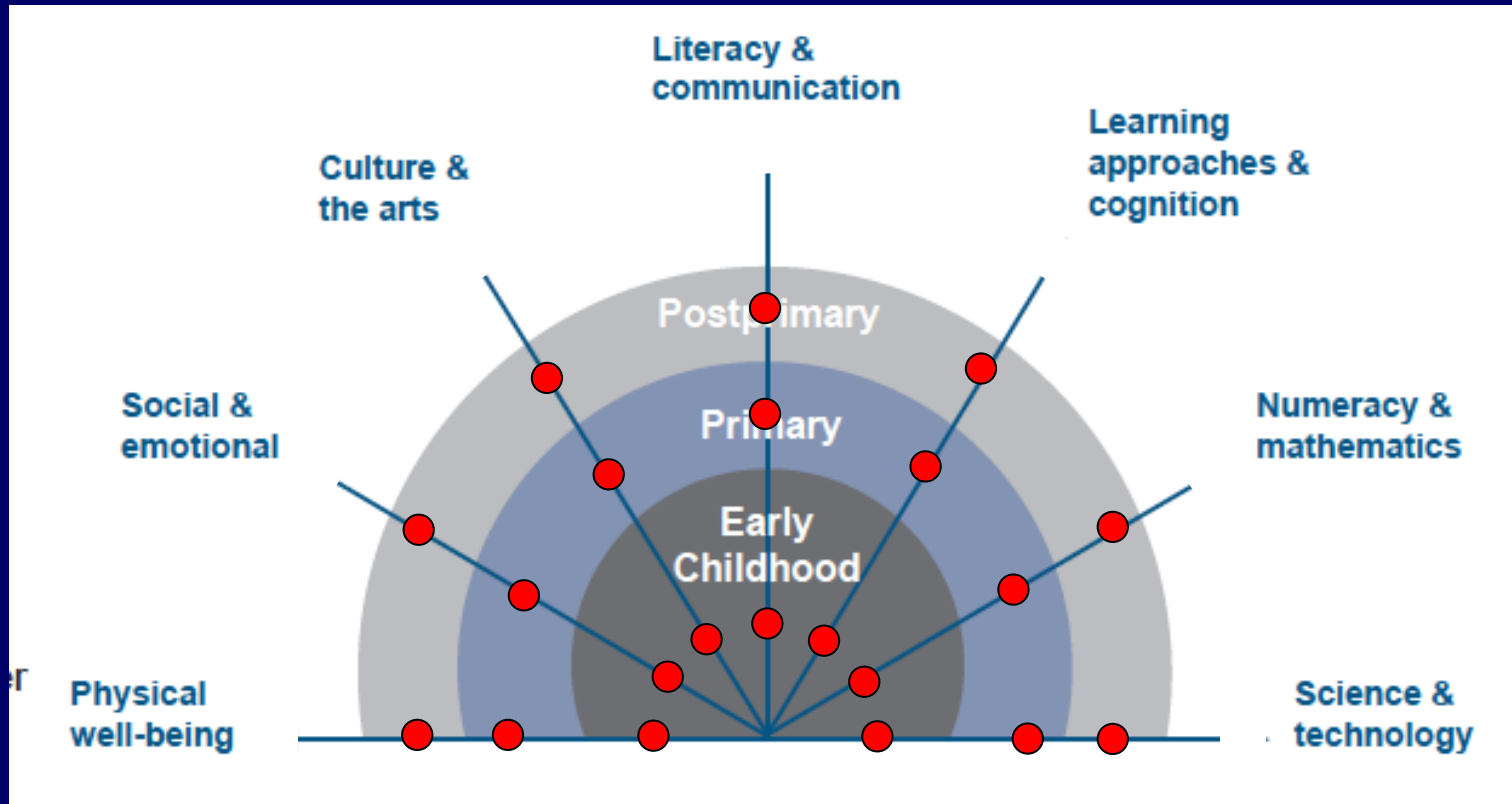 Literacy &
communication
Learning
approaches &
cognition
Culture &
the arts
Postprimary
Social &
emotional
Primary
Numeracy &
mathematics
Early
Childhood
er
Physical
well-being
Science &
technology